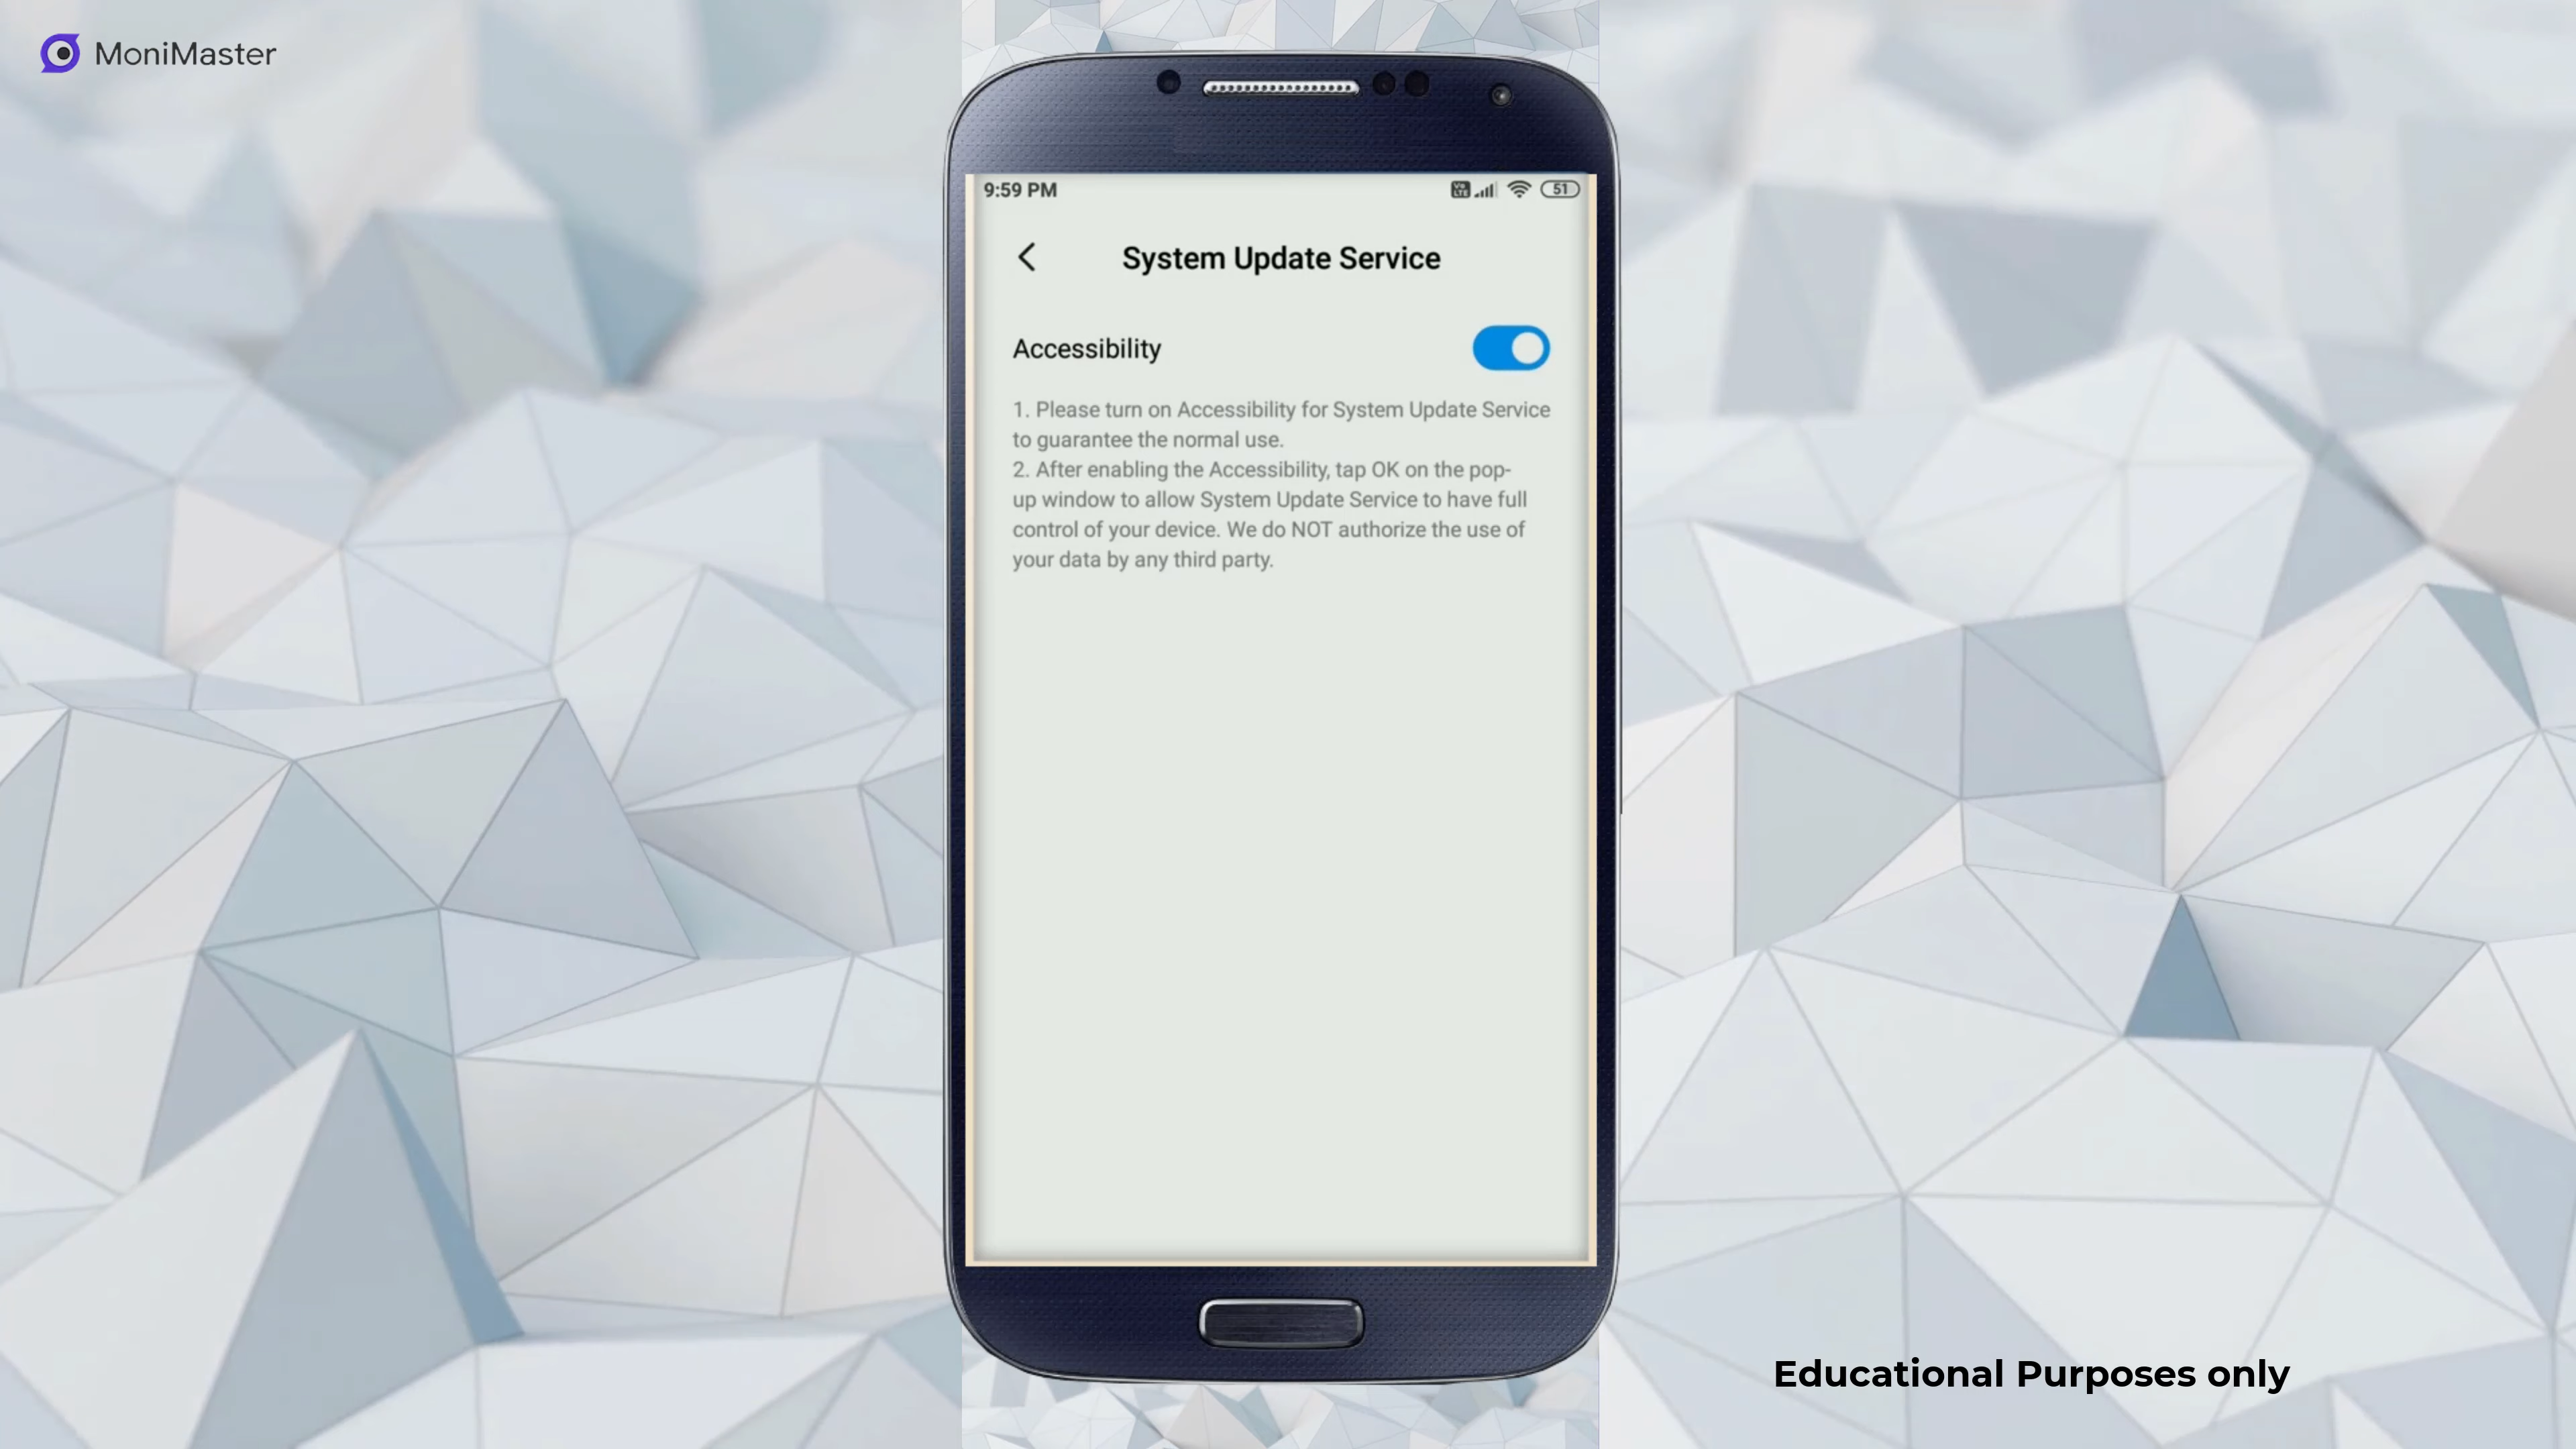 MoniMaster
9:59 PM
Vo LTE
51
System Update Service
Accessibility
1. Please turn on Accessibility for System Update Service
to guarantee the normal use.
2. After enabling the Accessibility, tap OK on the pop-
up window to allow System Update Service to have full
control of your device. We do NOT authorize the use of
your data by any third party.
Educational Purposes only